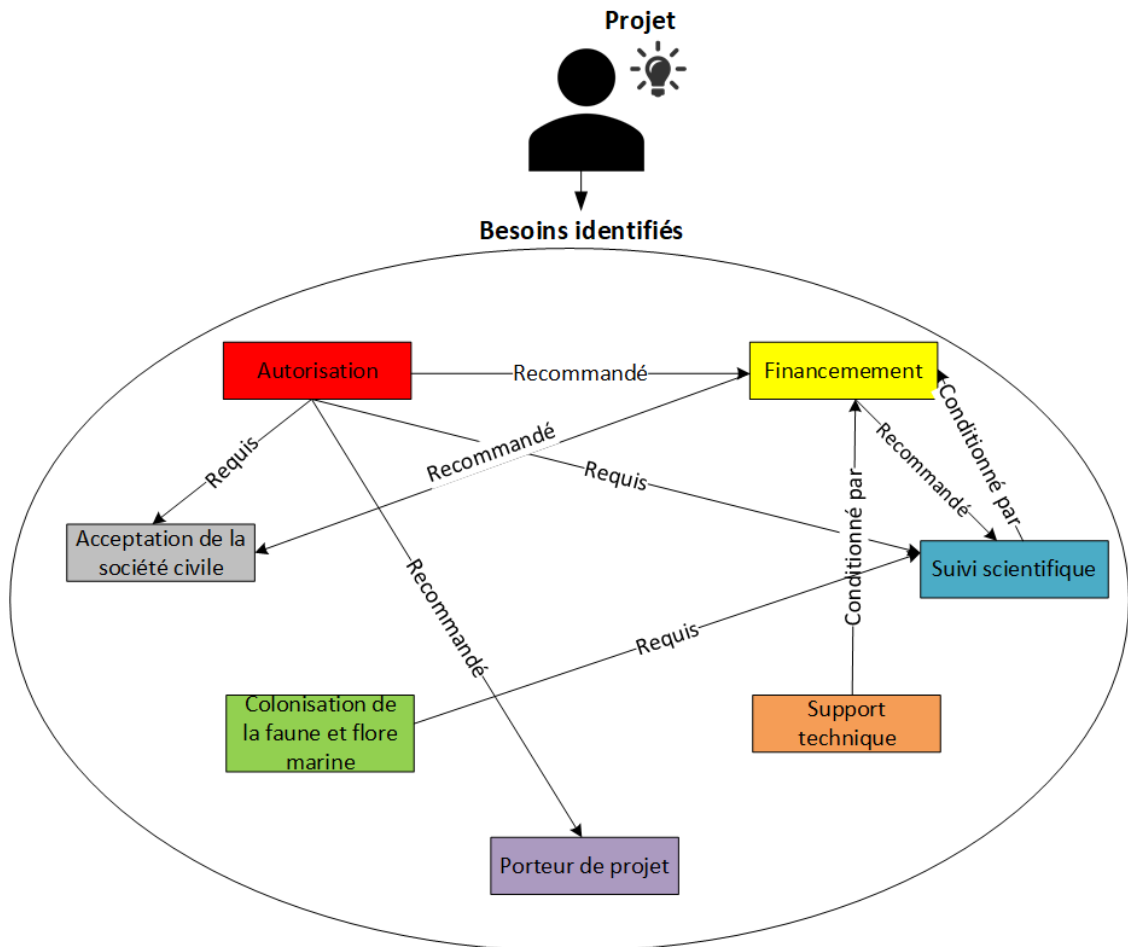 Projet
Besoins identifiés
Autorisation
Recommandé
Financemement
Requis
Recommandé
Requis
Recommandé
Conditionné par
Acceptation de la
société civile
Suivi scientifique
Recommandé
Conditionné par
Requis
Colonisation de
la faune et flore
marine
Support
technique
Porteur de projet